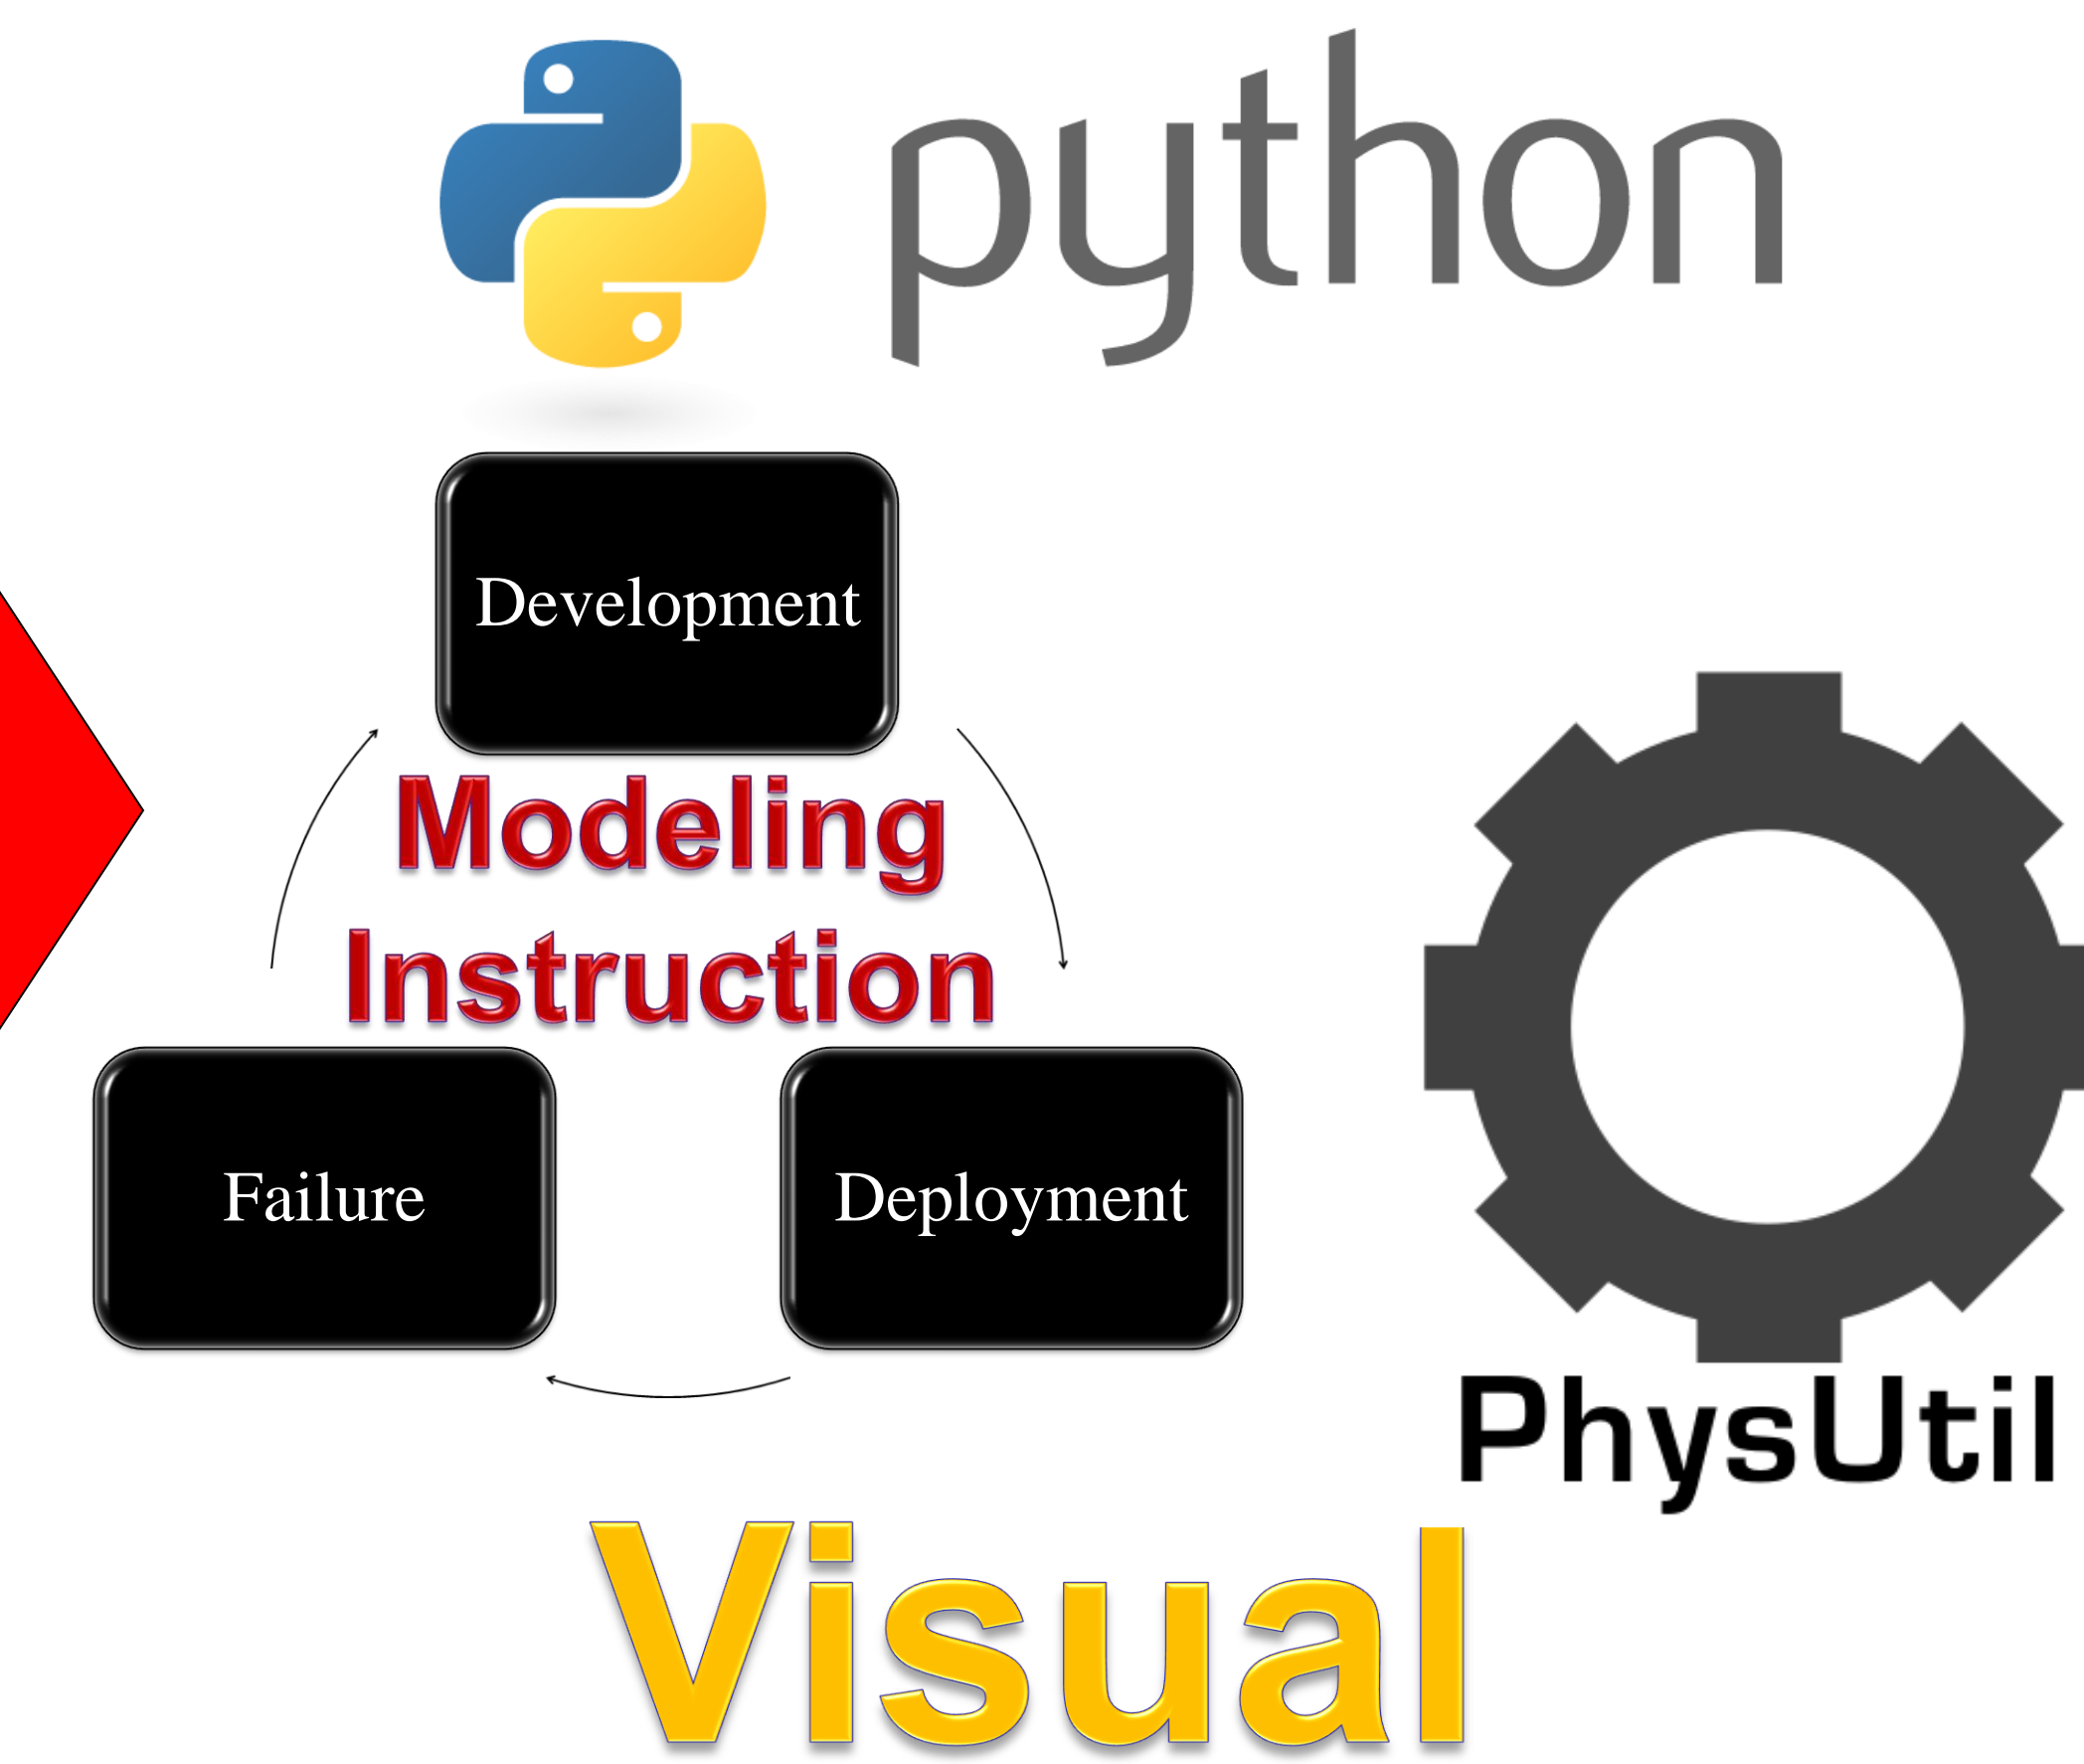 python
Development
Modeling
Instruction
Failure
Deployment
PhysUtil
Visual